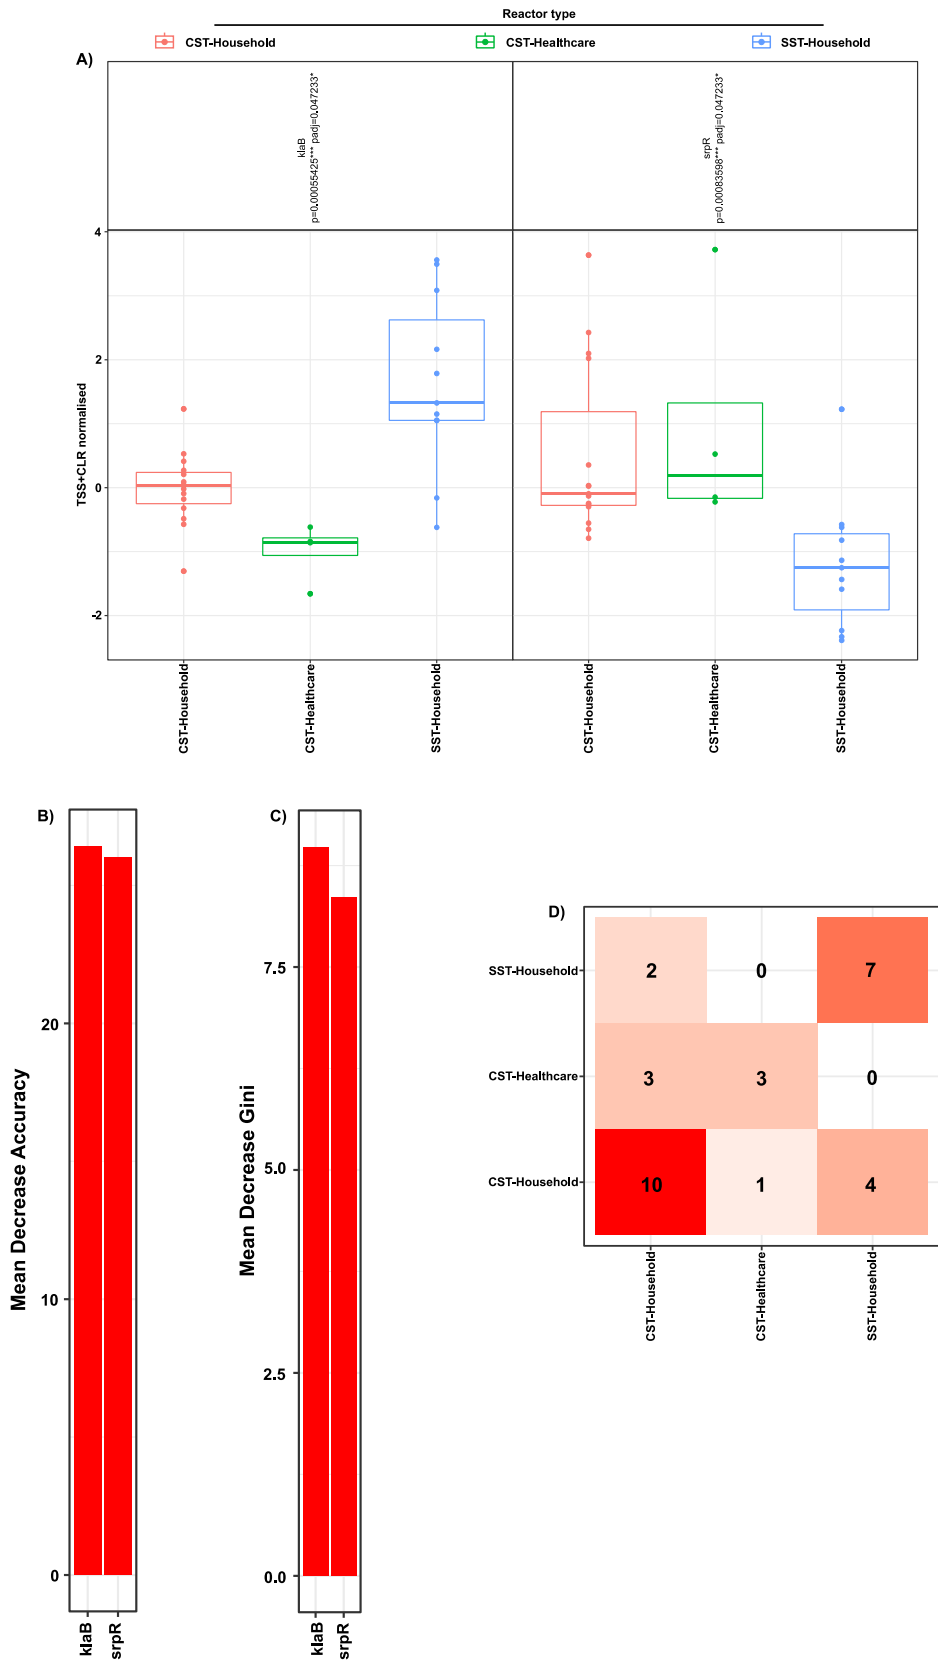 Reactor type
CST-Household
CST-Healthcare
SST-Household
A)
klaB
p=0.00055425*** padj=0.047233*
srpR
p=0.00083598*** padj=0.047233*
TSS+CLR normalised
4
2
0
-2
CST-Household
CST-Healthcare
SST-Household
CST-Household
CST-Healthcare
SST-Household
B)
Mean Decrease Accuracy
20
10
0
klaB
srpR
C)
Mean Decrease Gini
7.5
5.0
2.5
0.0
klaB
srpR
D)
SST-Household
2
0
7
CST-Healthcare
3
3
0
CST-Household
10
1
4
CST-Household
CST-Healthcare
SST-Household